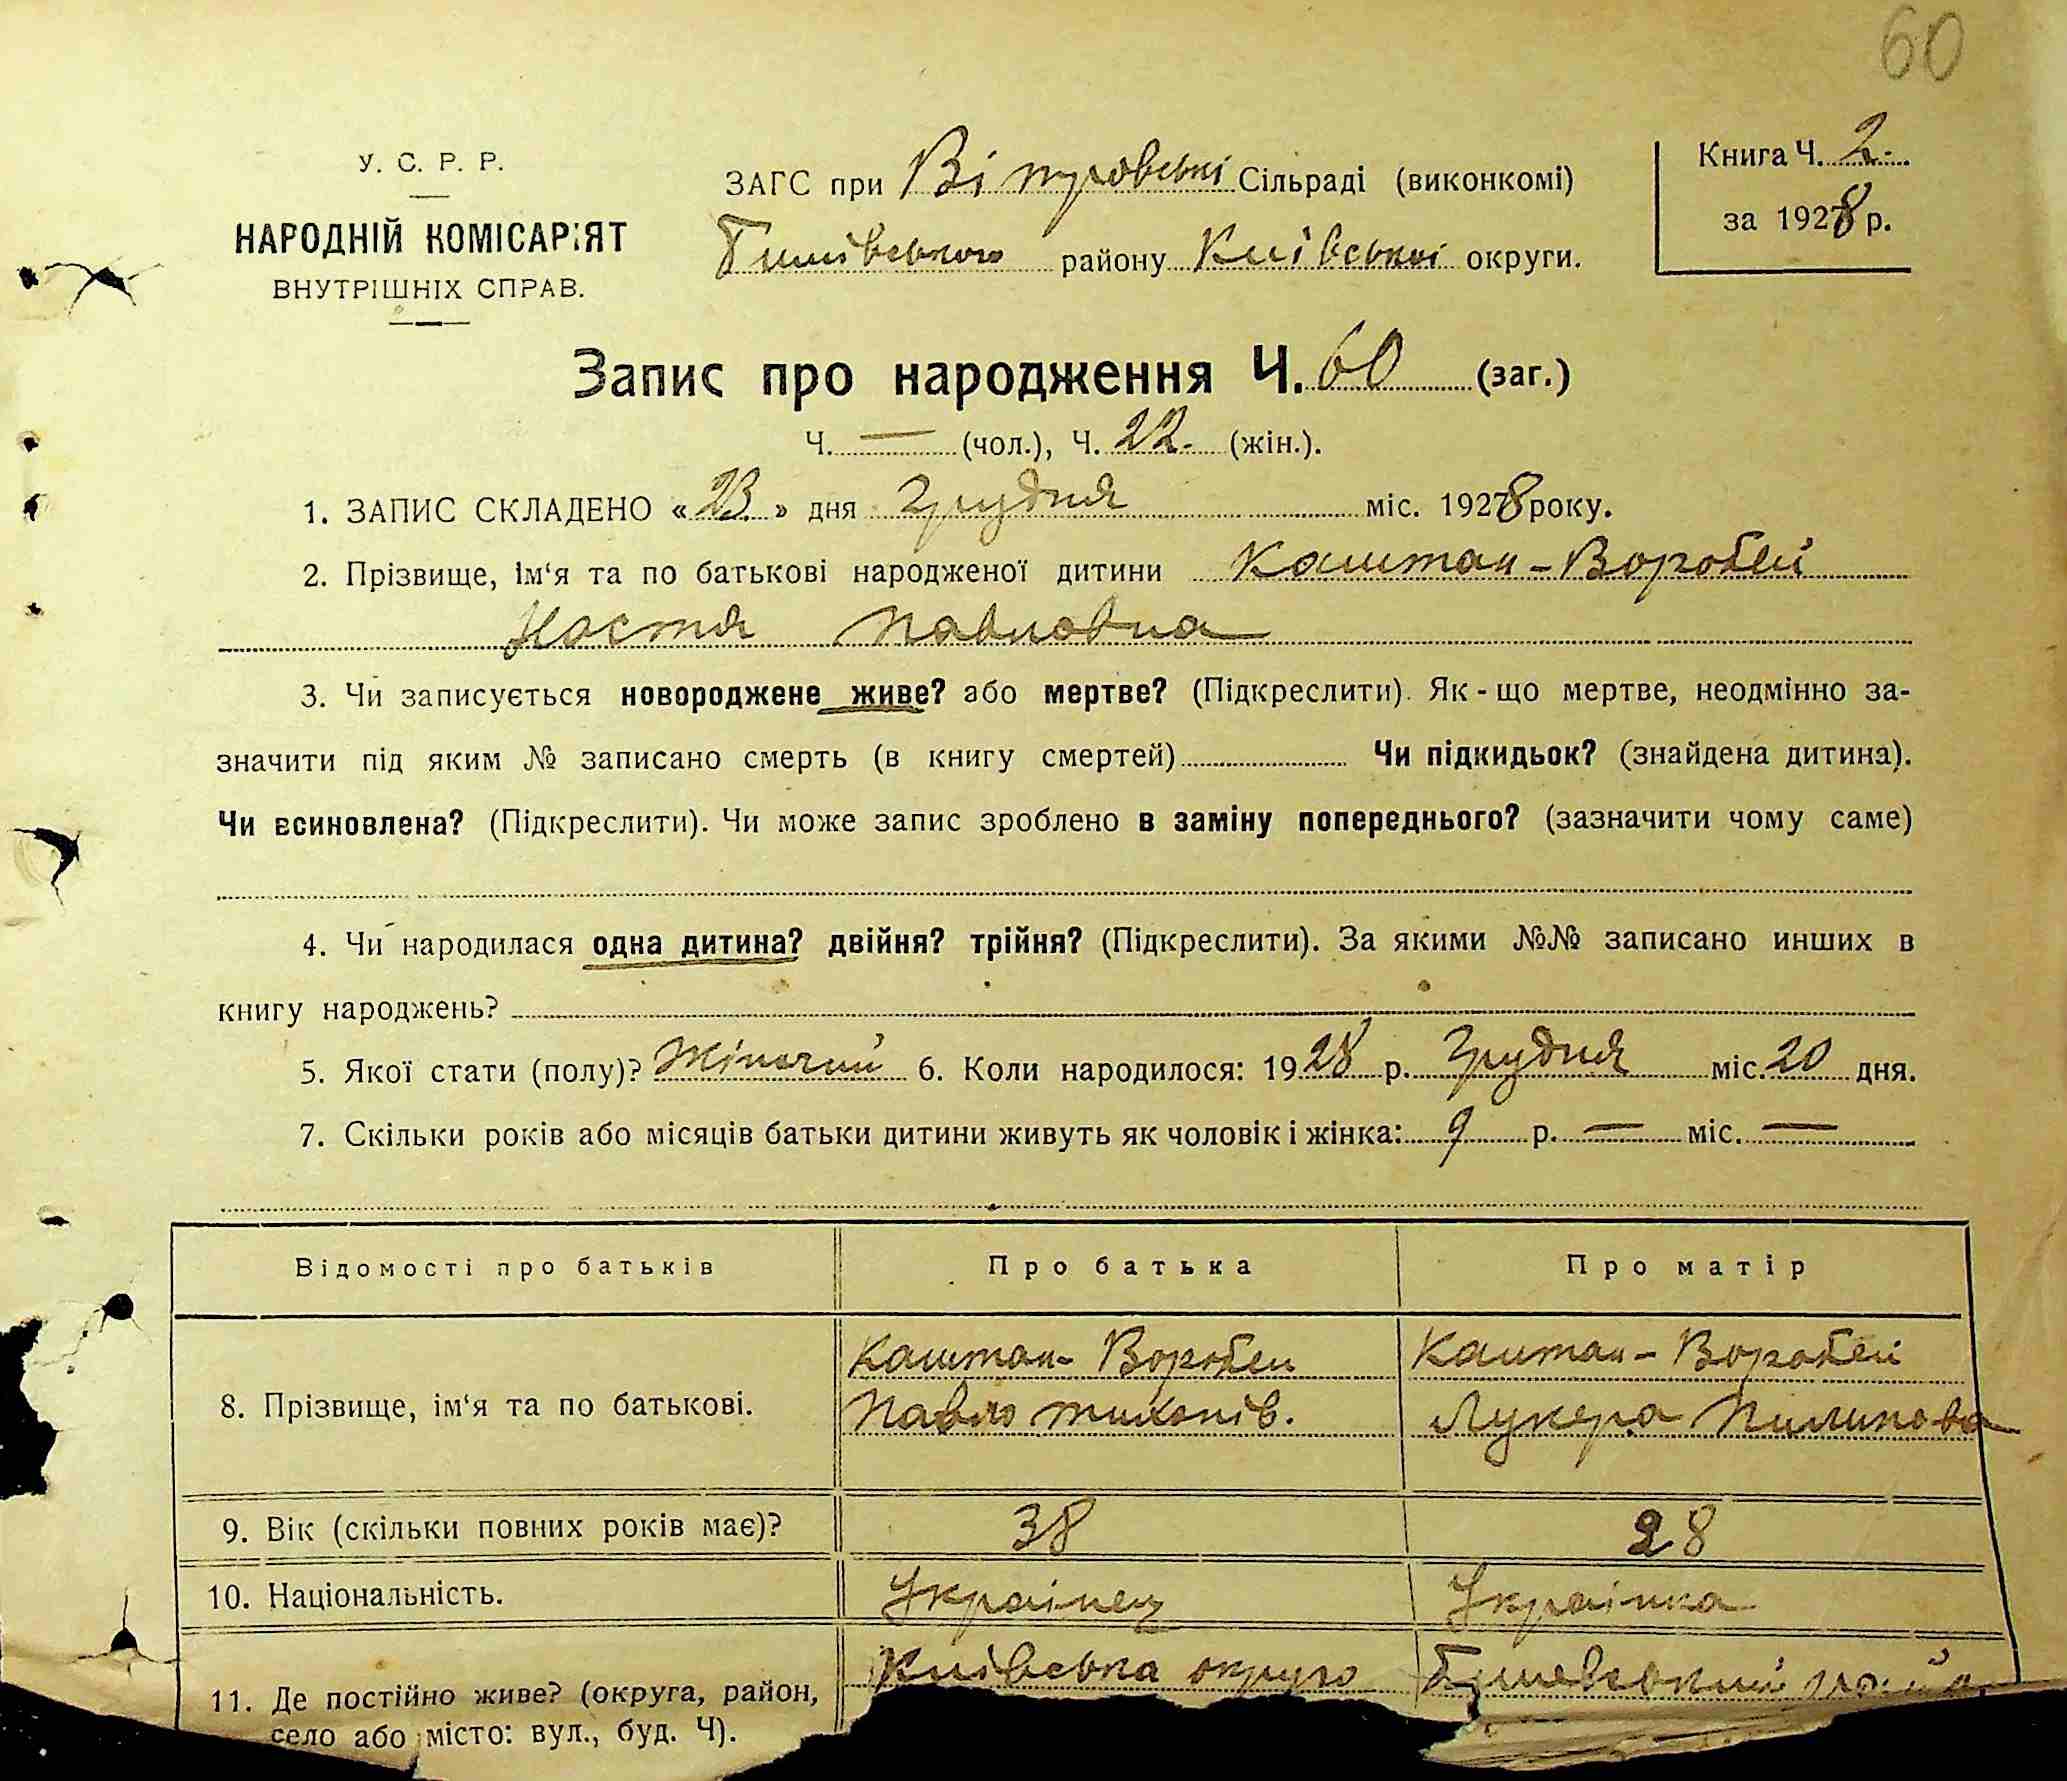 60
У. С. Р. Р.
НАРОДНІЙ КОМІСАРІЯТ
ВНУТРІШНІХ СПРАВ.
ЗАГС при Сільраді (виконкомі)
району Київської округи.
Книга Ч. 2.
за 1928 р.
Запис про народження Ч. 60 (заг.)
Ч. — (чол.), Ч. 22. (жін.).
1. ЗАПИС СКЛАДЕНО «23» дня Грудня міс. 1928 року.
2. Прізвище, ім‘я та по батькові народженої дитини Каштан-Воробей
Настя Павловна
3. Чи записується новороджене живе? або мертве? (Підкреслити). Як-що мертве, неодмінно за-
значити під яким № записано смерть (в книгу смертей) Чи підкидьок? (знайдена дитина).
Чи всиновлена? (Підкреслити). Чи може запис зроблено в заміну попереднього? (зазначити чому саме)
4. Чи народилася одна дитина? двійня? трійня? (Підкреслити). За якими №№ записано инших в
книгу народжень?
5. Якої стати (полу)? Жіночий 6. Коли народилося: 1928 р. Грудня міс. 20 дня.
7. Скільки років або місяців батьки дитини живуть як чоловік і жінка: 9 р. — міс. —
Відомості про батьків Про батька Про матір
8. Прізвище, ім‘я та по батькові. Каштан-Воробей Каштан-Воробей
Павло Тихонів. Лукера Пилипова
9. Вік (скільки повних років має)? 38 28
10. Національність. Українец Українка
11. Де постійно живе? (округа, район, Київська округа
село або місто: вул., буд. Ч).